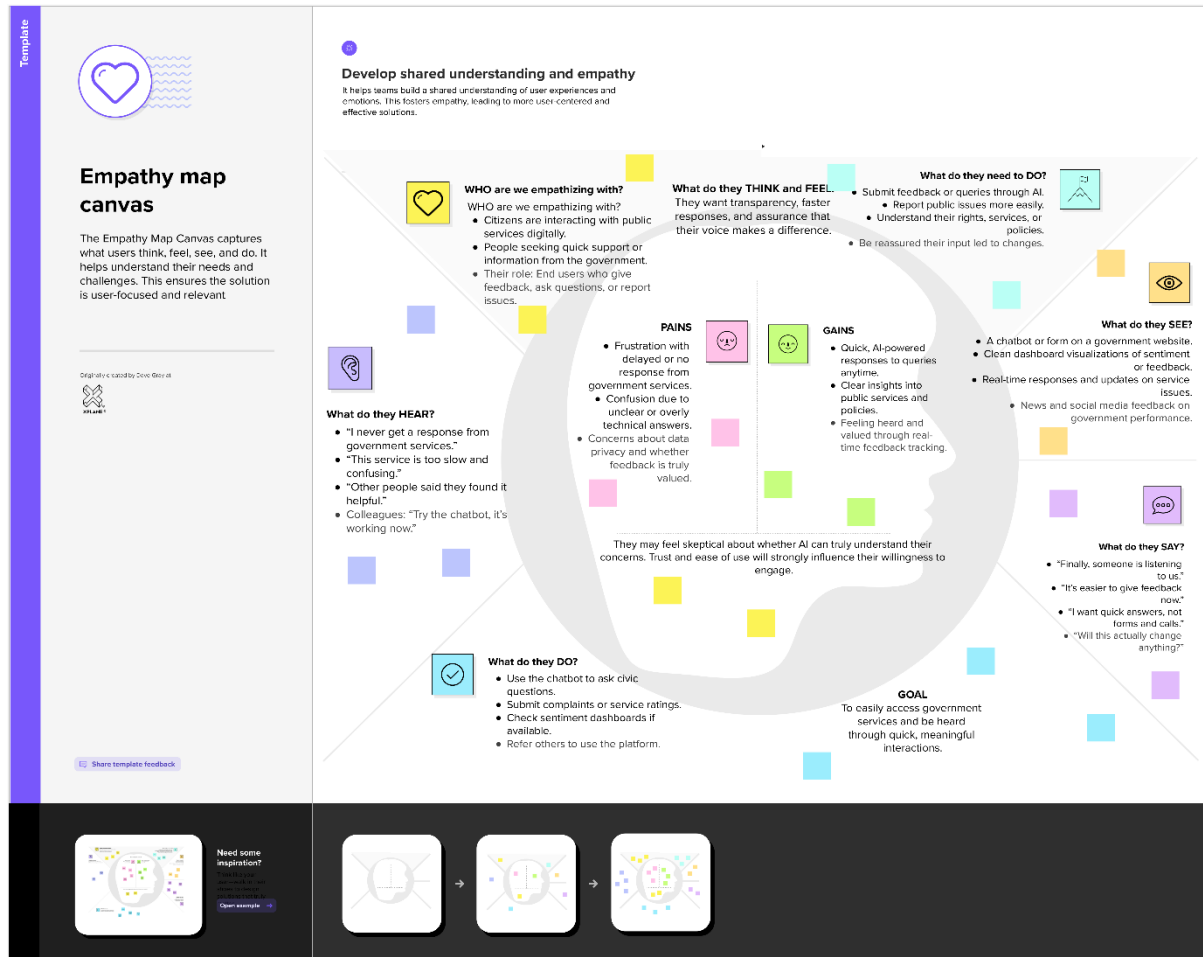 Template
Empathy map
canvas
The Empathy Map Canvas captures
what users think, feel, see, and do. It
helps understand their needs and
challenges. This ensures the solution
is user-focused and relevant
Originally created by Dave Gray at
XPLANE
Share template feedback
Develop shared understanding and empathy
It helps teams build a shared understanding of user experiences and
emotions. This fosters empathy, leading to more user-centered and
effective solutions.
WHO are we empathizing with?
WHO are we empathizing with?
● Citizens are interacting with public
services digitally.
● People seeking quick support or
information from the government.
● Their role: End users who give
feedback, ask questions, or report
issues.
What do they THINK and FEEL
They want transparency, faster
responses, and assurance that
their voice makes a difference.
What do they need to DO?
● Submit feedback or queries through AI.
● Report public issues more easily.
● Understand their rights, services, or
policies.
● Be reassured their input led to changes.
What do they SEE?
● A chatbot or form on a government website.
● Clean dashboard visualizations of sentiment
or feedback.
● Real-time responses and updates on service
issues.
● News and social media feedback on
government performance.
PAINS
● Frustration with
delayed or no
response from
government services.
● Confusion due to
unclear or overly
technical answers.
● Concerns about data
privacy and whether
feedback is truly
valued.
GAINS
● Quick, AI-powered
responses to queries
anytime.
● Clear insights into
public services and
policies.
● Feeling heard and
valued through real-
time feedback tracking.
What do they HEAR?
● “I never get a response from
government services.”
● “This service is too slow and
confusing.”
● “Other people said they found it
helpful.”
● Colleagues: “Try the chatbot, it’s
working now.”
They may feel skeptical about whether AI can truly understand their
concerns. Trust and ease of use will strongly influence their willingness to
engage.
What do they SAY?
● “Finally, someone is listening
to us.”
● “It’s easier to give feedback
now.”
● “I want quick answers, not
forms and calls.”
● “Will this actually change
anything?”
What do they DO?
● Use the chatbot to ask civic
questions.
● Submit complaints or service ratings.
● Check sentiment dashboards if
available.
● Refer others to use the platform.
GOAL
To easily access government
services and be heard
through quick, meaningful
interactions.
Need some
inspiration?
Open example